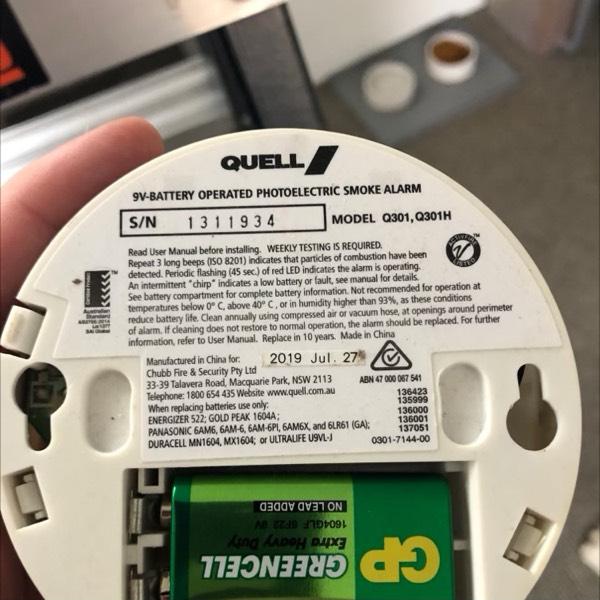 QUELL
9V-BATTERY OPERATED PHOTOELECTRIC SMOKE ALARM
S/N 1311934 MODEL Q301, Q301H
Read User Manual before installing. WEEKLY TESTING IS REQUIRED.
Repeat 3 long beeps (ISO 8201) indicates that particles of combustion have been
detected. Periodic flashing (45 sec.) of red LED indicates the alarm is operating.
An intermittent "chirp" indicates a low battery or fault, see manual for details.
See battery compartment for complete battery information. Not recommended for operation at
temperatures below 0° C, above 40° C , or in humidity higher than 93%, as these conditions
reduce battery life. Clean annually using compressed air or vacuum hose, at openings around perimeter
of alarm. If cleaning does not restore to normal operation, the alarm should be replaced. For further
information, refer to User Manual. Replace in 10 years. Made in China
Australian
Standard
Manufactured in China for: 2019 Jul. 27
Chubb Fire & Security Pty Ltd
33-39 Talavera Road, Macquarie Park, NSW 2113 ABN 47 000 067 541
Telephone: 1800 654 435 Website www.quell.com.au
When replacing batteries use only:
ENERGIZER 522; GOLD PEAK 1604A;
PANASONIC 6AM6, AM-6, 6AM-6PI, 6AM6X, and 6LR61 (GA);
DURACELL MN1604, MX1604; or ULTRALIFE U9VL-J
136423
135999
136000
136001
137051
0301-7144-00
NO LEAD ADDED
1604GLF 6F22 9V
Extra Heavy Duty
GP GREENCELL